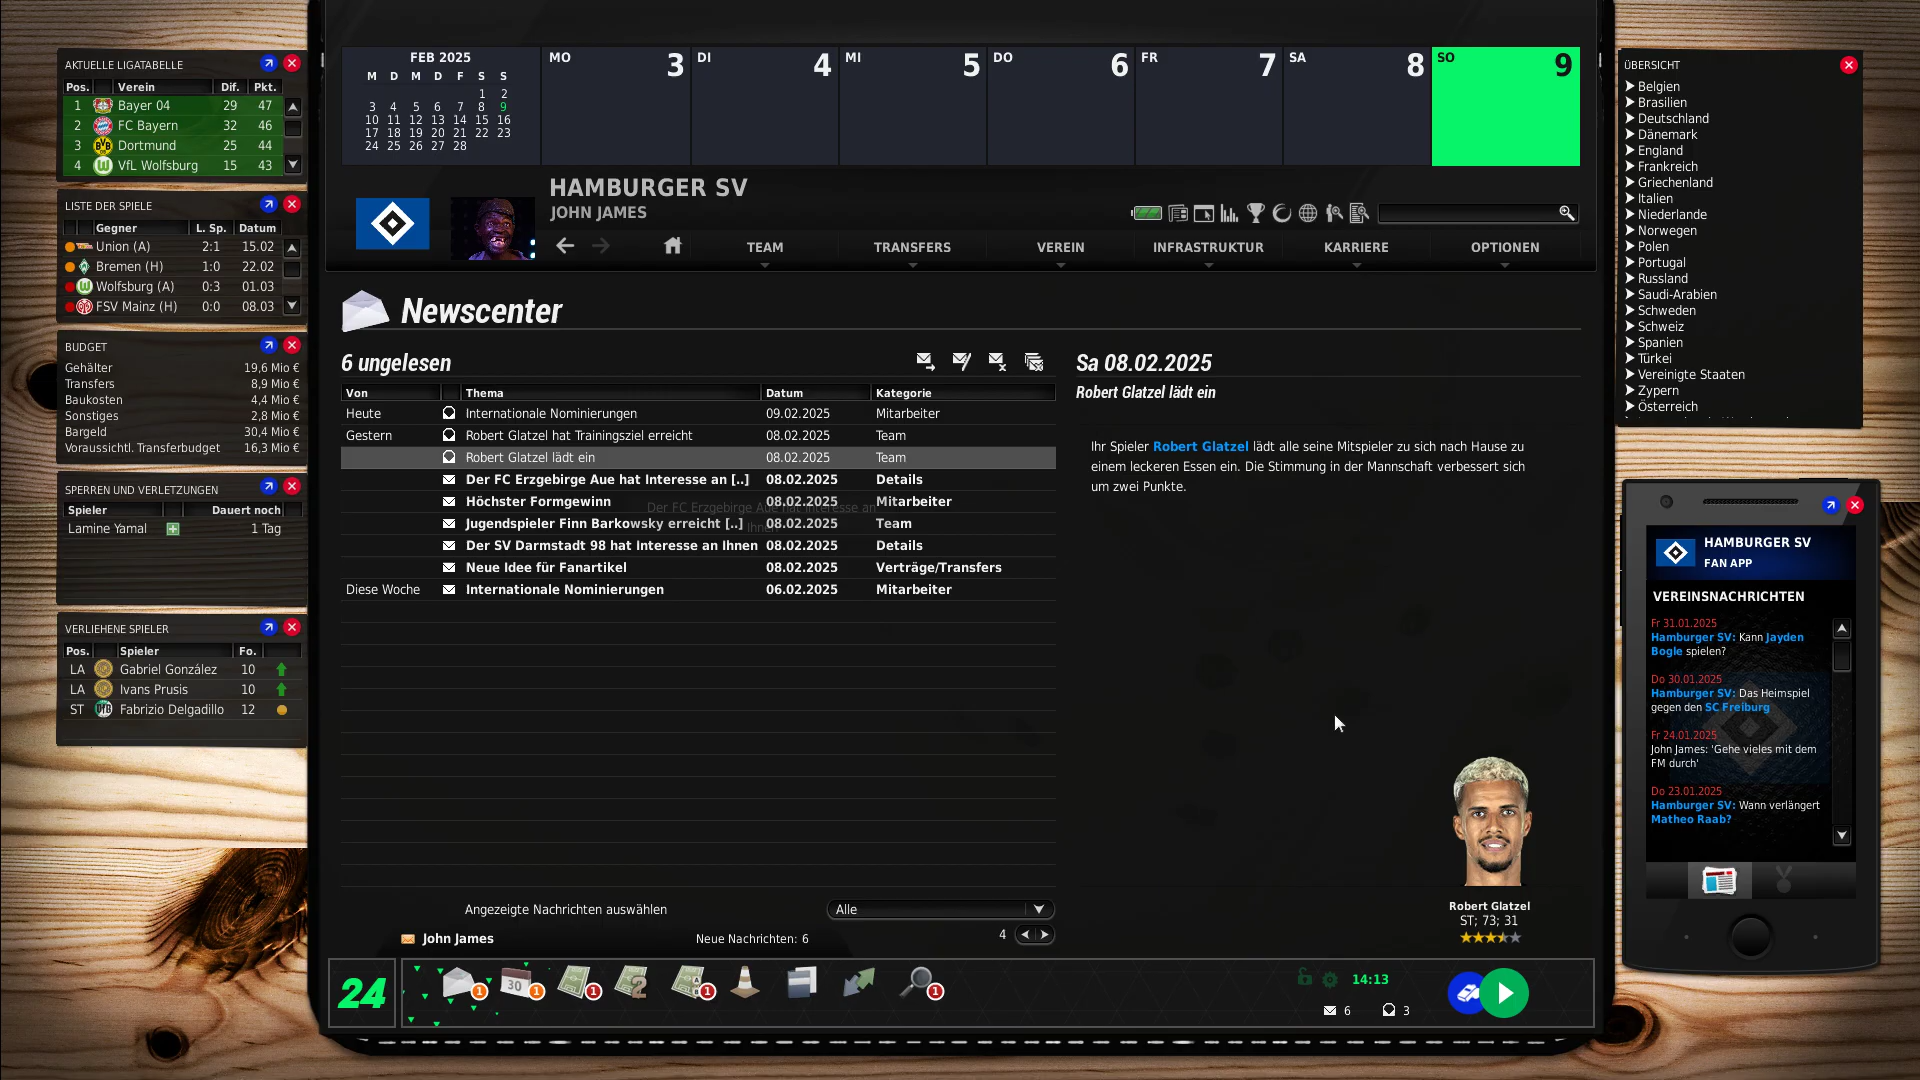 AKTUELLE LIGATABELLE
Pos. Verein Dif. Pkt.
1 Bayer 04 29 47
2 FC Bayern 32 46
3 Dortmund 25 44
4 VfL Wolfsburg 15 43
LISTE DER SPIELE
Gegner L. Sp. Datum
Union (A) 2:1 15.02
Bremen (H) 1:0 22.02
Wolfsburg (A) 0:3 01.03
FSV Mainz (H) 0:0 08.03
BUDGET
Gehälter 19,6 Mio €
Transfers 8,9 Mio €
Baukosten 4,4 Mio €
Sonstiges 2,8 Mio €
Bargeld 30,4 Mio €
Voraussichtl. Transferbudget 16,3 Mio €
SPERREN UND VERLETZUNGEN
Spieler Dauert noch
Lamine Yamal 1 Tag
VERLIEHENE SPIELER
Pos. Spieler Fo.
LA Gabriel González 10
LA Ivans Prusis 10
ST Fabrizio Delgadillo 12
FEB 2025
M D M D F S S
1 2
3 4 5 6 7 8 9
10 11 12 13 14 15 16
17 18 19 20 21 22 23
24 25 26 27 28
MO 3 DI 4 MI 5 DO 6 FR 7 SA 8 SO 9
HAMBURGER SV
JOHN JAMES
TEAM TRANSFERS VEREIN INFRASTRUKTUR KARRIERE OPTIONEN
Newscenter
6 ungelesen
Von Thema Datum Kategorie
Heute Internationale Nominierungen 09.02.2025 Mitarbeiter
Gestern Robert Glatzel hat Trainingsziel erreicht 08.02.2025 Team
Robert Glatzel lädt ein 08.02.2025 Team
Der FC Erzgebirge Aue hat Interesse an [..] 08.02.2025 Details
Höchster Formgewinn 08.02.2025 Mitarbeiter
Der FC Erzgebirge Aue hat Interesse an
Jugendspieler Finn Barkowsky erreicht [..] 08.02.2025 Team
Ihnen
Der SV Darmstadt 98 hat Interesse an Ihnen 08.02.2025 Details
Neue Idee für Fanartikel 08.02.2025 Verträge/Transfers
Diese Woche Internationale Nominierungen 06.02.2025 Mitarbeiter
Angezeigte Nachrichten auswählen Alle
John James Neue Nachrichten: 6 4
Sa 08.02.2025
Robert Glatzel lädt ein
Ihr Spieler Robert Glatzel lädt alle seine Mitspieler zu sich nach Hause zu
einem leckeren Essen ein. Die Stimmung in der Mannschaft verbessert sich
um zwei Punkte.
Robert Glatzel
ST; 73; 31
24
30 1 1 1 2 1 1
14:13
6 3
ÜBERSICHT
Belgien
Brasilien
Deutschland
Dänemark
England
Frankreich
Griechenland
Italien
Niederlande
Norwegen
Polen
Portugal
Russland
Saudi-Arabien
Schweden
Schweiz
Spanien
Türkei
Vereinigte Staaten
Zypern
Österreich
HAMBURGER SV
FAN APP
VEREINSNACHRICHTEN
Fr 31.01.2025
Hamburger SV: Kann Jayden
Bogle spielen?
Do 30.01.2025
Hamburger SV: Das Heimspiel
gegen den SC Freiburg
Fr 24.01.2025
John James: 'Gehe vieles mit dem
FM durch'
Do 23.01.2025
Hamburger SV: Wann verlängert
Matheo Raab?